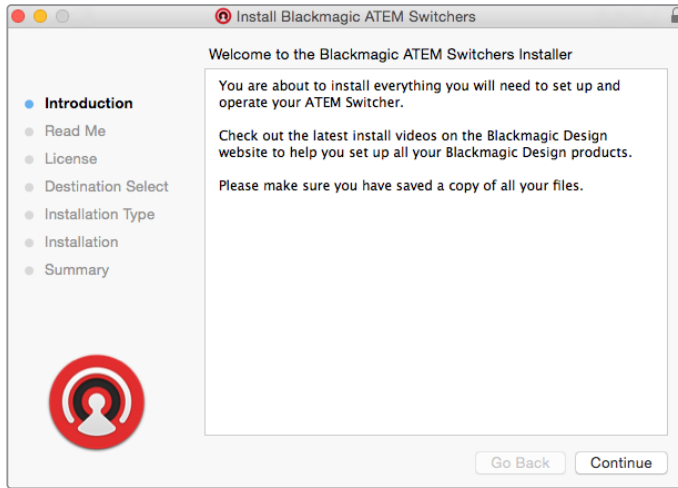 Install Blackmagic ATEM Switchers
Welcome to the Blackmagic ATEM Switchers Installer
Introduction
Read Me
License
Destination Select
Installation Type
Installation
Summary
You are about to install everything you will need to set up and
operate your ATEM Switcher.
Check out the latest install videos on the Blackmagic Design
website to help you set up all your Blackmagic Design products.
Please make sure you have saved a copy of all your files.
Go Back
Continue